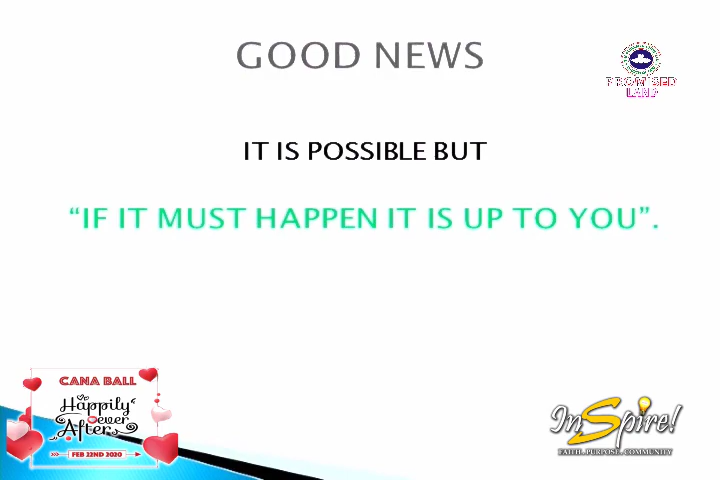 GOOD NEWS
PROMISED
LAND
IT IS POSSIBLE BUT
“IF IT MUST HAPPEN IT IS UP TO YOU”.
CANA BALL
Happily
ever
After
FEB 22ND 2020
InSpire!
FAITH . PURPOSE . COMMUNITY